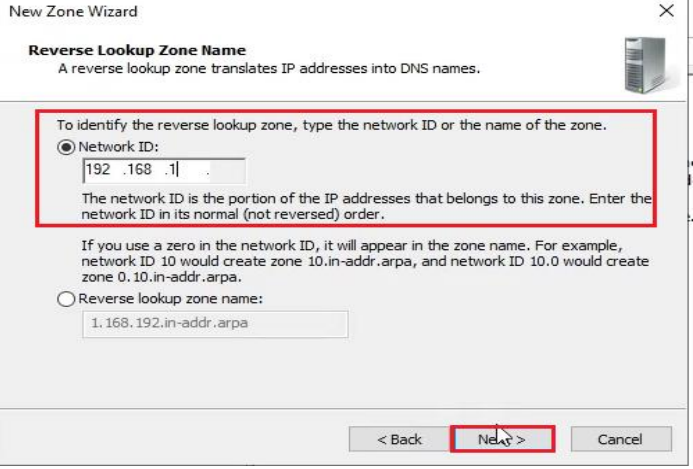 New Zone Wizard
Reverse Lookup Zone Name
A reverse lookup zone translates IP addresses into DNS names.
To identify the reverse lookup zone, type the network ID or the name of the zone.
Network ID:
192 .168 .1 .
The network ID is the portion of the IP addresses that belongs to this zone. Enter the
network ID in its normal (not reversed) order.
If you use a zero in the network ID, it will appear in the zone name. For example,
network ID 10 would create zone 10.in-addr.arpa, and network ID 10.0 would create
zone 0.10.in-addr.arpa.
Reverse lookup zone name:
1.168.192.in-addr.arpa
< Back Next > Cancel